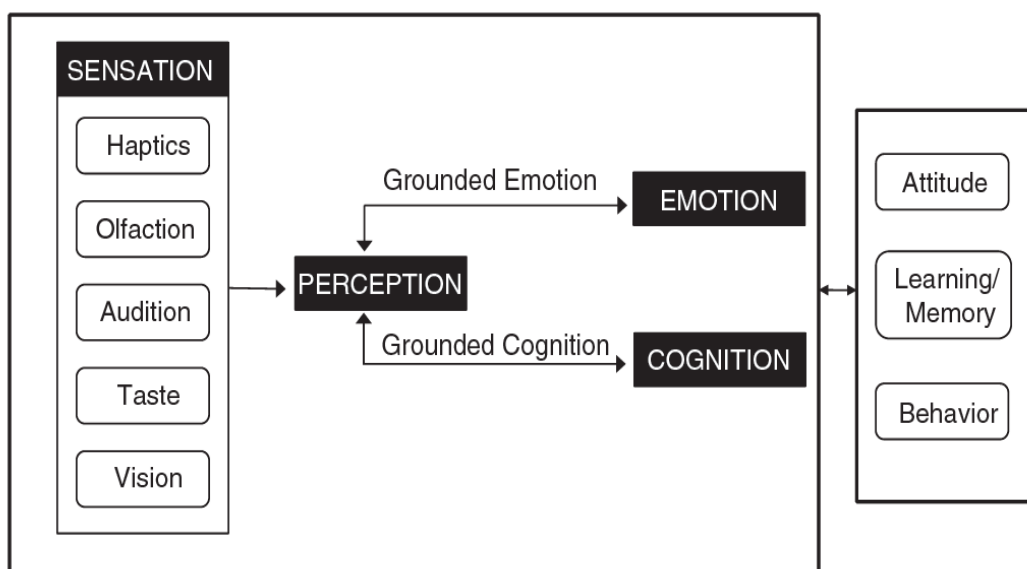 SENSATION
Haptics
Olfaction
Audition
Taste
Vision
PERCEPTION
Grounded Emotion
EMOTION
Grounded Cognition
COGNITION
Attitude
Learning/
Memory
Behavior